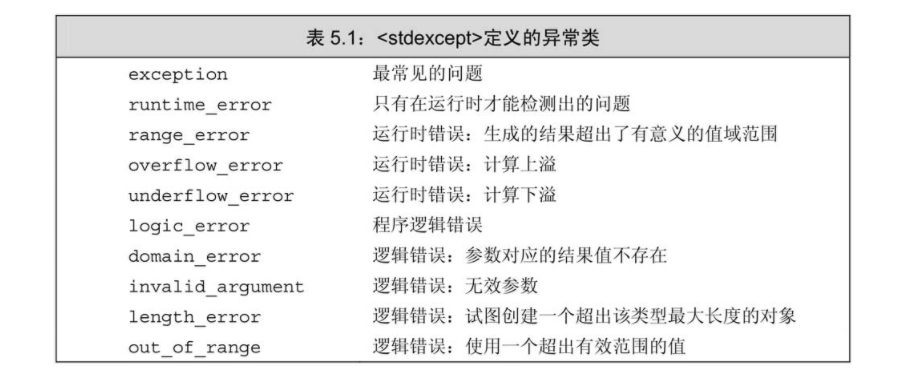 表 5.1：<stdexcept>定义的异常类
exception 最常见的问题
runtime_error 只有在运行时才能检测出的问题
range_error 运行时错误：生成的结果超出了有意义的值域范围
overflow_error 运行时错误：计算上溢
underflow_error 运行时错误：计算下溢
logic_error 程序逻辑错误
domain_error 逻辑错误：参数对应的结果值不存在
invalid_argument 逻辑错误：无效参数
length_error 逻辑错误：试图创建一个超出该类型最大长度的对象
out_of_range 逻辑错误：使用一个超出有效范围的值